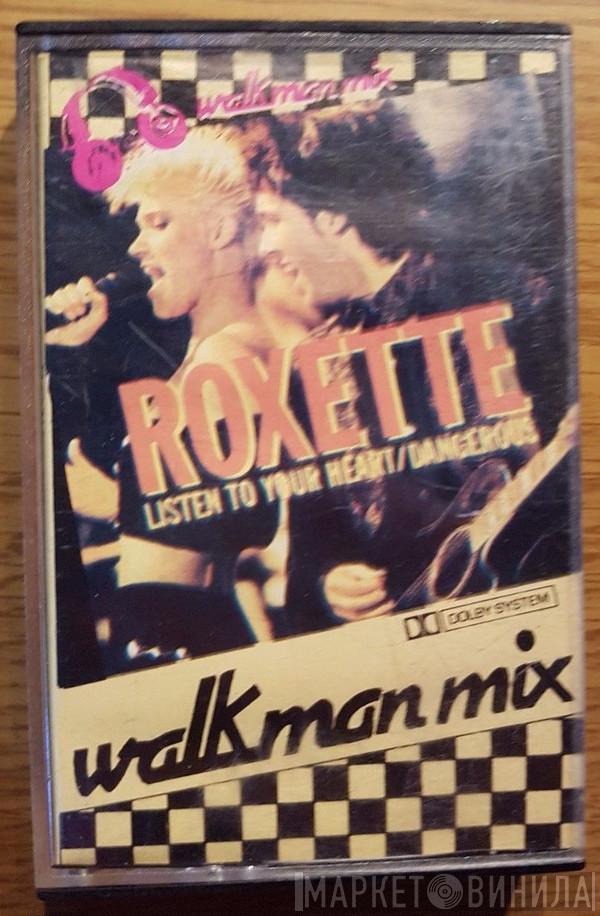 walkman mix
ROXETTE
LISTEN TO YOUR HEART/DANGEROUS
DOLBY SYSTEM
walkman mix
МАРКЕТ ВИНИЛА